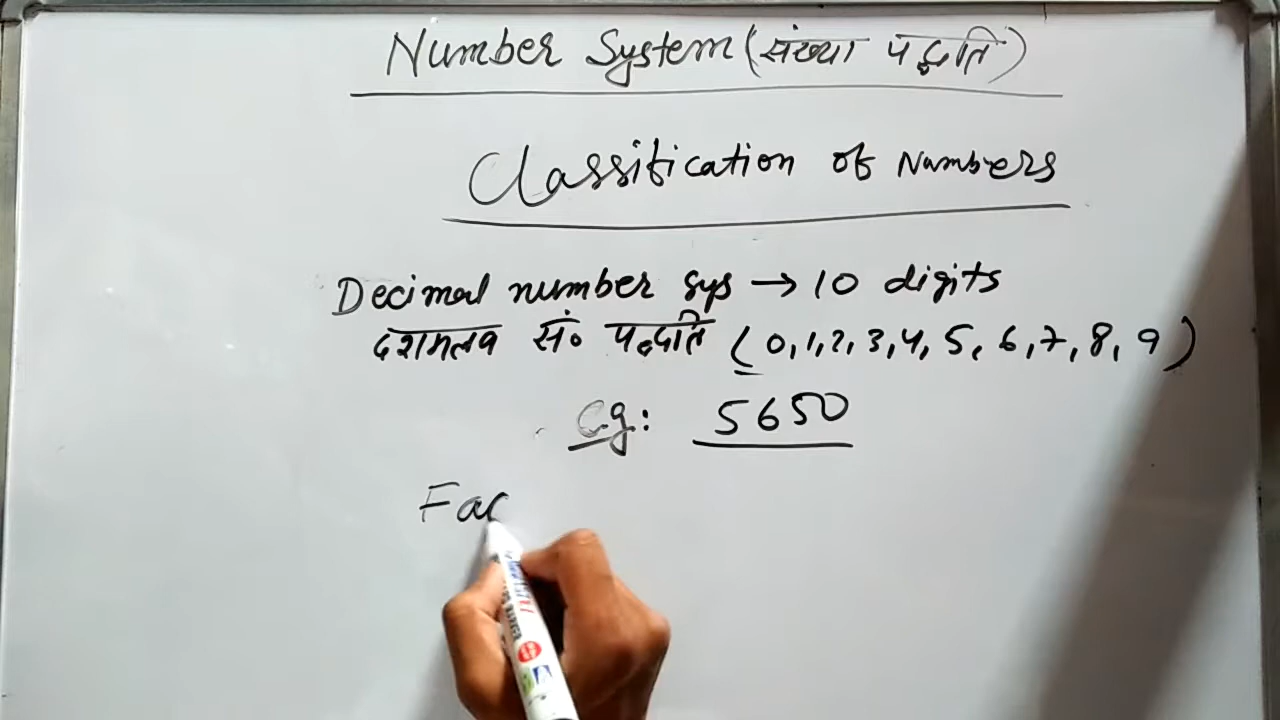 Number System (संख्या पद्धति)
Classification of Numbers
Decimal number sys → 10 digits
दशमलव सं० पद्दति (0,1,2,3,4,5,6,7,8,9)
eg: 5650
Fac